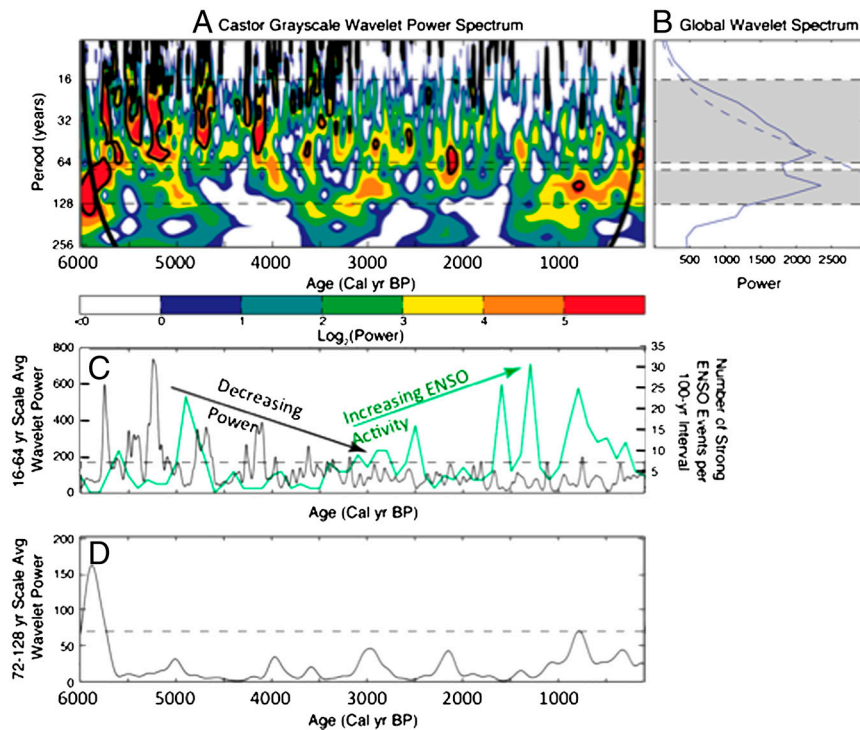 A Castor Grayscale Wavelet Power Spectrum
B Global Wavelet Spectrum
Period (years)
16
32
64
128
256
6000 5000 4000 3000 2000 1000
Age (Cal yr BP)
500 1000 1500 2000 2500
Power
<0 0 1 2 3 4 5
Log2(Power)
C
16-64 yr Scale Avg
Wavelet Power
800
600
400
200
0
Decreasing
Power
Increasing ENSO
Activity
35
30
25
20
15
10
5
Number of Strong
ENSO Events per
100-yr Interval
Age (Cal yr BP)
D
72-128 yr Scale Avg
Wavelet Power
200
150
100
50
0
6000 5000 4000 3000 2000 1000
Age (Cal yr BP)